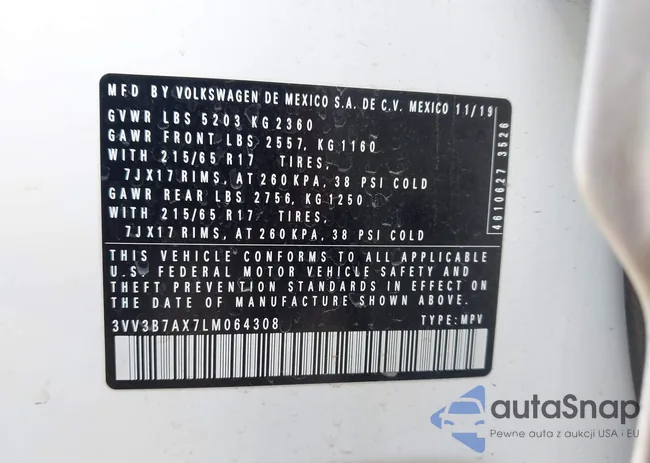 MFD BY VOLKSWAGEN DE MEXICO S.A. DE C.V. MEXICO 11/19
GVWR LBS 5203 KG 2360
GAWR FRONT LBS 2557, KG 1160
WITH 215/65 R17 TIRES,
7JX17 RIMS, AT 260 KPA, 38 PSI COLD
GAWR REAR LBS 2756, KG 1250
WITH 215/65 R17 TIRES,
7JX17 RIMS, AT 260 KPA, 38 PSI COLD
THIS VEHICLE CONFORMS TO ALL APPLICABLE
U.S. FEDERAL MOTOR VEHICLE SAFETY AND
THEFT PREVENTION STANDARDS IN EFFECT ON
THE DATE OF MANUFACTURE SHOWN ABOVE.
3VV3B7AX7LM064308 TYPE: MPV
4610627 3526
autaSnap
Pewne auta z aukcji USA i EU